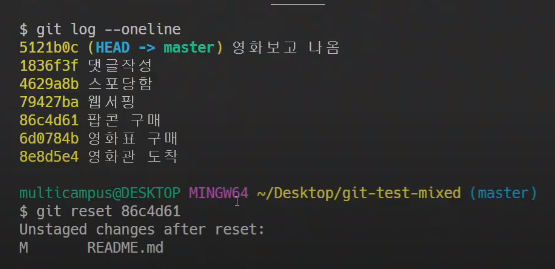 $ git log --oneline
5121b0c (HEAD -> master) 영화보고 나옴
1836f3f 댓글작성
4629a8b 스포당함
79427ba 웹서핑
86c4d61 팝콘 구매
6d0784b 영화표 구매
8e8d5e4 영화관 도착
multicampus@DESKTOP MINGW64 ~/Desktop/git-test-mixed (master)
$ git reset 86c4d61
Unstaged changes after reset:
M       README.md